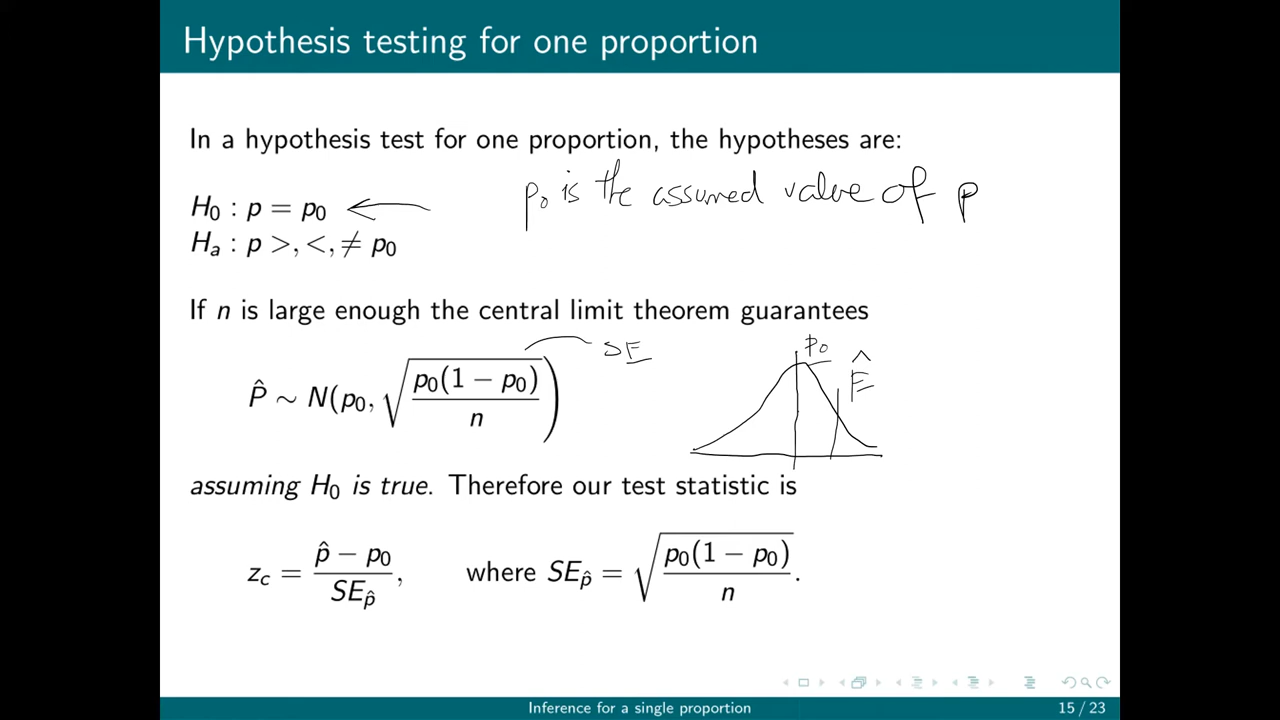 Hypothesis testing for one proportion
In a hypothesis test for one proportion, the hypotheses are:
p₀ is the assumed value of p
H₀ : p = p₀
Hₐ : p >, <, ≠ p₀
If n is large enough the central limit theorem guarantees
SE
p₀
P̂ ∼ N(p₀, √(p₀(1 − p₀)/n))
assuming H₀ is true. Therefore our test statistic is
z_c = (p̂ − p₀)/SE_p̂, where SE_p̂ = √(p₀(1 − p₀)/n).
Inference for a single proportion
15 / 23